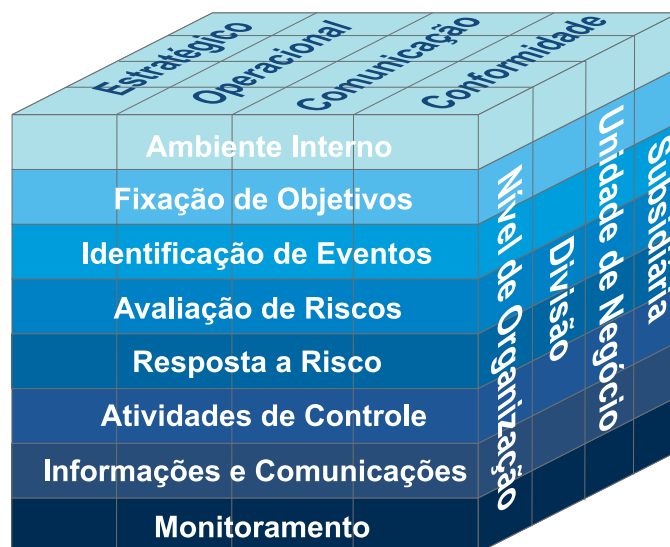 Estratégico
Operacional
Comunicação
Conformidade
Ambiente Interno
Fixação de Objetivos
Identificação de Eventos
Avaliação de Riscos
Resposta a Risco
Atividades de Controle
Informações e Comunicações
Monitoramento
Nível de Organização
Divisão
Unidade de Negócio
Subsidiária